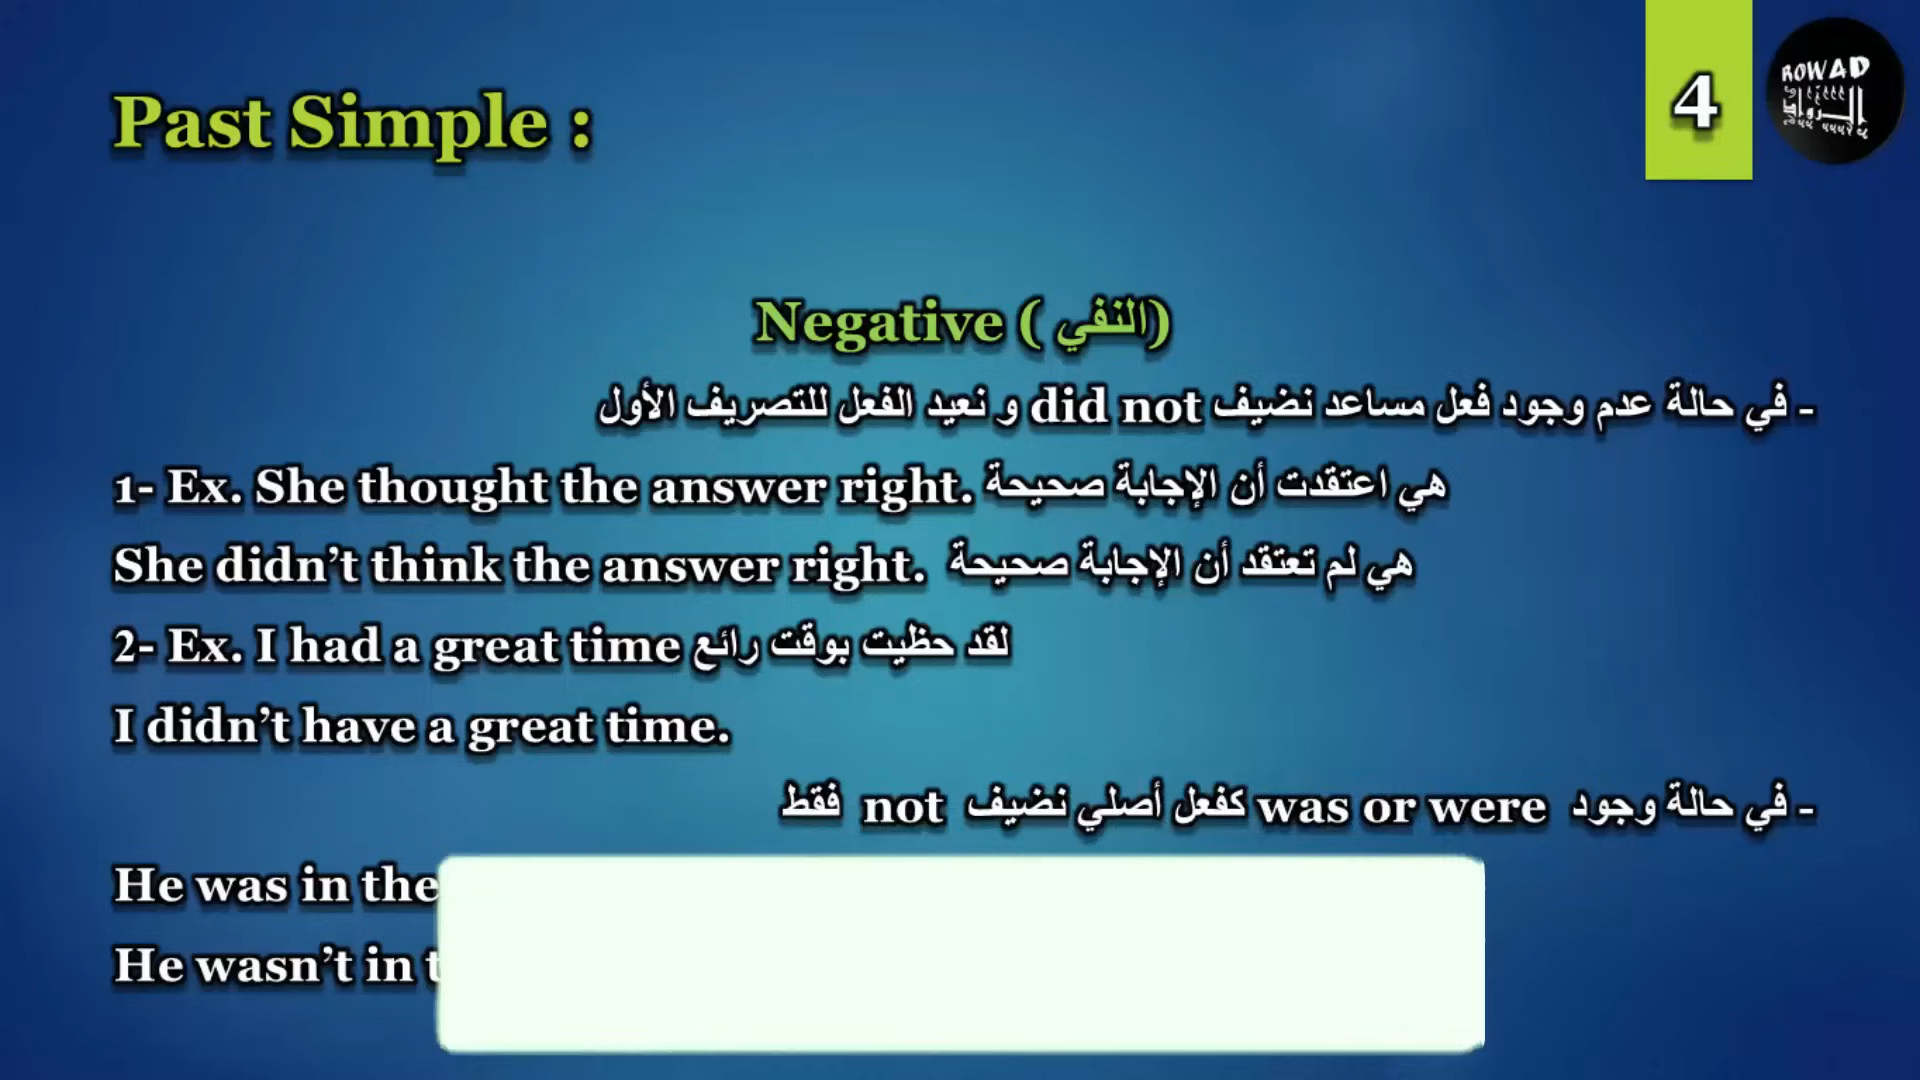 Past Simple :
4
ROWAD
الرواد
Negative ( النفي)
- في حالة عدم وجود فعل مساعد نضيف did not و نعيد الفعل للتصريف الأول
1- Ex. She thought the answer right. هي اعتقدت أن الإجابة صحيحة
She didn’t think the answer right. هي لم تعتقد أن الإجابة صحيحة
2- Ex. I had a great time لقد حظيت بوقت رائع
I didn’t have a great time.
- في حالة وجود was or were كفعل أصلي نضيف not فقط
He was in the
He wasn’t in